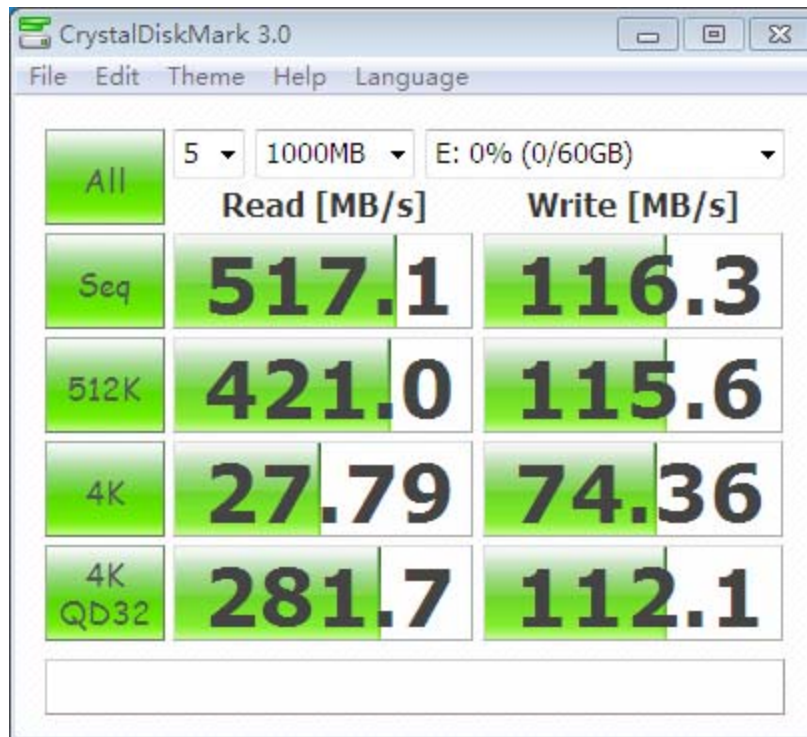 CrystalDiskMark 3.0
File Edit Theme Help Language
All 5 1000MB E: 0% (0/60GB)
Read [MB/s] Write [MB/s]
Seq 517.1 116.3
512K 421.0 115.6
4K 27.79 74.36
4K
QD32 281.7 112.1